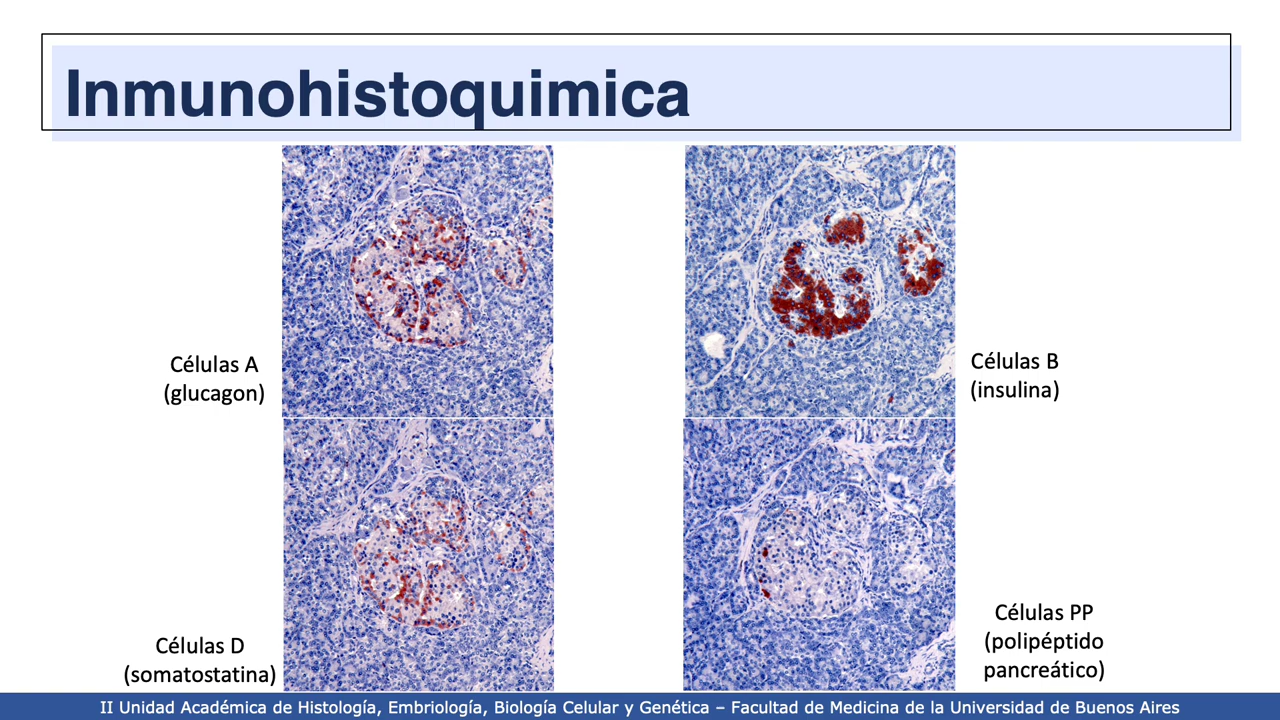 Inmunohistoquimica
Células A
(glucagon)
Células B
(insulina)
Células D
(somatostatina)
Células PP
(polipéptido
pancreático)
II Unidad Académica de Histología, Embriología, Biología Celular y Genética – Facultad de Medicina de la Universidad de Buenos Aires